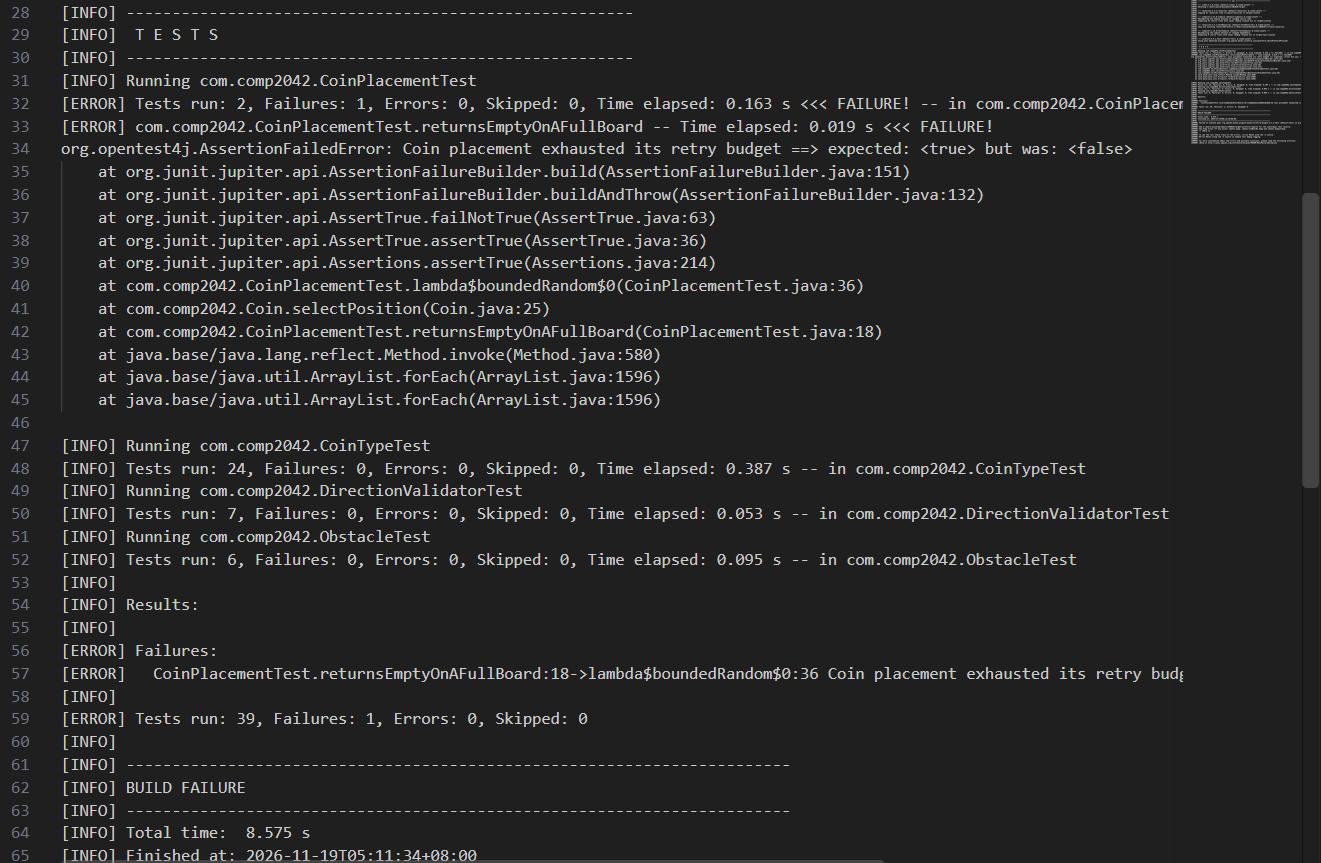 28 [INFO] -------------------------------------------------------
29 [INFO]  T E S T S
30 [INFO] -------------------------------------------------------
31 [INFO] Running com.comp2042.CoinPlacementTest
32 [ERROR] Tests run: 2, Failures: 1, Errors: 0, Skipped: 0, Time elapsed: 0.163 s <<< FAILURE! -- in com.comp2042.CoinPlacem
33 [ERROR] com.comp2042.CoinPlacementTest.returnsEmptyOnAFullBoard -- Time elapsed: 0.019 s <<< FAILURE!
34 org.opentest4j.AssertionFailedError: Coin placement exhausted its retry budget ==> expected: <true> but was: <false>
35     at org.junit.jupiter.api.AssertionFailureBuilder.build(AssertionFailureBuilder.java:151)
36     at org.junit.jupiter.api.AssertionFailureBuilder.buildAndThrow(AssertionFailureBuilder.java:132)
37     at org.junit.jupiter.api.AssertTrue.failNotTrue(AssertTrue.java:63)
38     at org.junit.jupiter.api.AssertTrue.assertTrue(AssertTrue.java:36)
39     at org.junit.jupiter.api.Assertions.assertTrue(Assertions.java:214)
40     at com.comp2042.CoinPlacementTest.lambda$boundedRandom$0(CoinPlacementTest.java:36)
41     at com.comp2042.Coin.selectPosition(Coin.java:25)
42     at com.comp2042.CoinPlacementTest.returnsEmptyOnAFullBoard(CoinPlacementTest.java:18)
43     at java.base/java.lang.reflect.Method.invoke(Method.java:580)
44     at java.base/java.util.ArrayList.forEach(ArrayList.java:1596)
45     at java.base/java.util.ArrayList.forEach(ArrayList.java:1596)
46
47 [INFO] Running com.comp2042.CoinTypeTest
48 [INFO] Tests run: 24, Failures: 0, Errors: 0, Skipped: 0, Time elapsed: 0.387 s -- in com.comp2042.CoinTypeTest
49 [INFO] Running com.comp2042.DirectionValidatorTest
50 [INFO] Tests run: 7, Failures: 0, Errors: 0, Skipped: 0, Time elapsed: 0.053 s -- in com.comp2042.DirectionValidatorTest
51 [INFO] Running com.comp2042.ObstacleTest
52 [INFO] Tests run: 6, Failures: 0, Errors: 0, Skipped: 0, Time elapsed: 0.095 s -- in com.comp2042.ObstacleTest
53 [INFO]
54 [INFO] Results:
55 [INFO]
56 [ERROR] Failures:
57 [ERROR]   CoinPlacementTest.returnsEmptyOnAFullBoard:18->lambda$boundedRandom$0:36 Coin placement exhausted its retry budg
58 [INFO]
59 [ERROR] Tests run: 39, Failures: 1, Errors: 0, Skipped: 0
60 [INFO]
61 [INFO] ------------------------------------------------------------------------
62 [INFO] BUILD FAILURE
63 [INFO] ------------------------------------------------------------------------
64 [INFO] Total time:  8.575 s
65 [INFO] Finished at: 2026-11-19T05:11:34+08:00